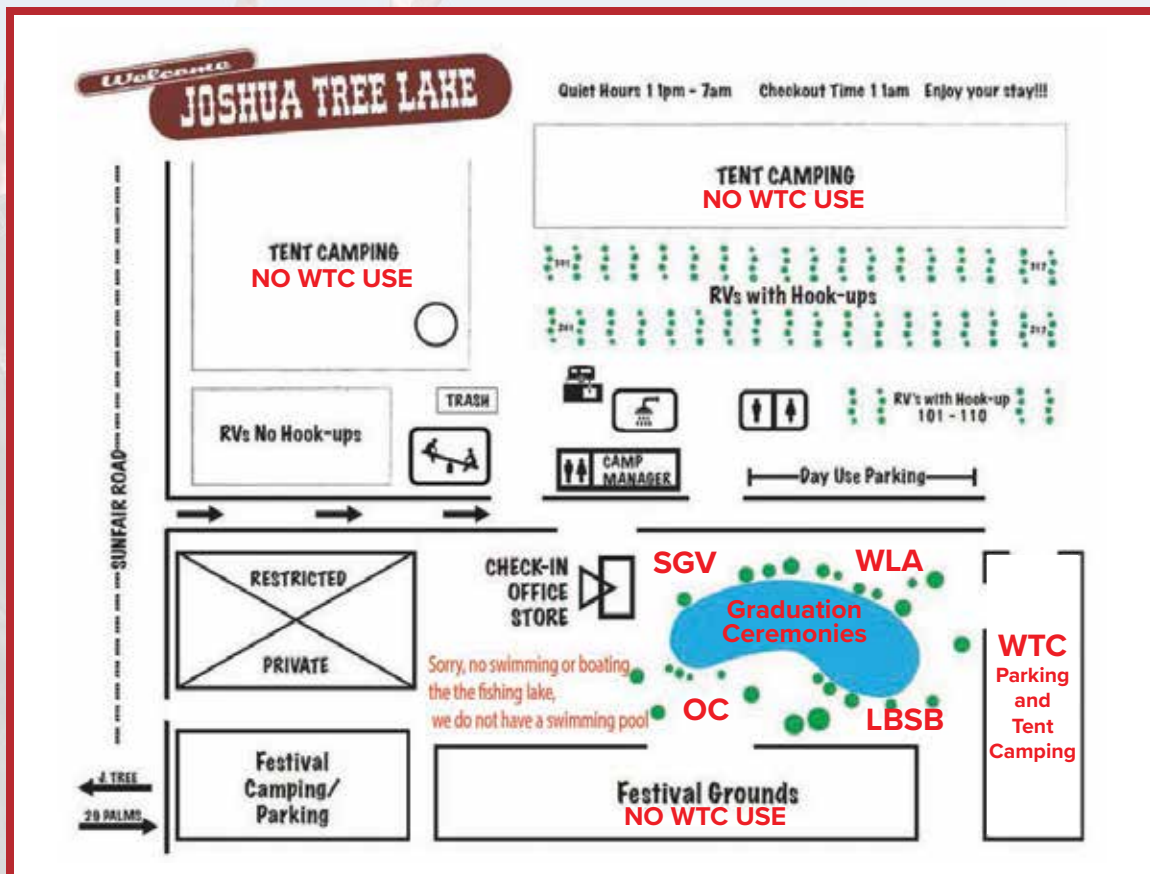 Welcome
JOSHUA TREE LAKE
Quiet Hours 11pm - 7am Checkout Time 11am Enjoy your stay!!!
TENT CAMPING
NO WTC USE
TENT CAMPING
NO WTC USE
301
317
RVs with Hook-ups
201
217
TRASH
RVs No Hook-ups
RV's with Hook-up
101 - 110
CAMP
MANAGER
Day Use Parking
SUNFAIR ROAD
RESTRICTED
PRIVATE
CHECK-IN
OFFICE
STORE
SGV
WLA
Graduation
Ceremonies
WTC
Parking
and
Tent
Camping
Sorry, no swimming or boating
the the fishing lake,
we do not have a swimming pool
OC
LBSB
J. TREE
29 PALMS
Festival
Camping/
Parking
Festival Grounds
NO WTC USE